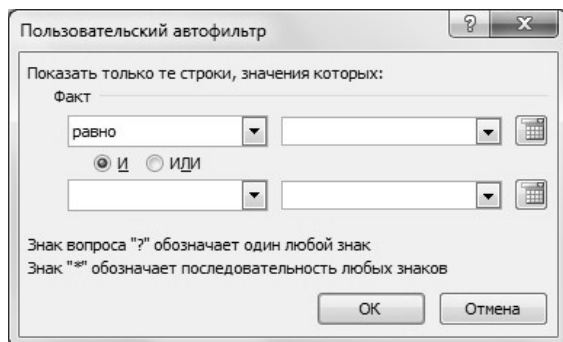 Пользовательский автофильтр
Показать только те строки, значения которых:
Факт
равно
И ИЛИ
Знак вопроса "?" обозначает один любой знак
Знак "*" обозначает последовательность любых знаков
ОК Отмена